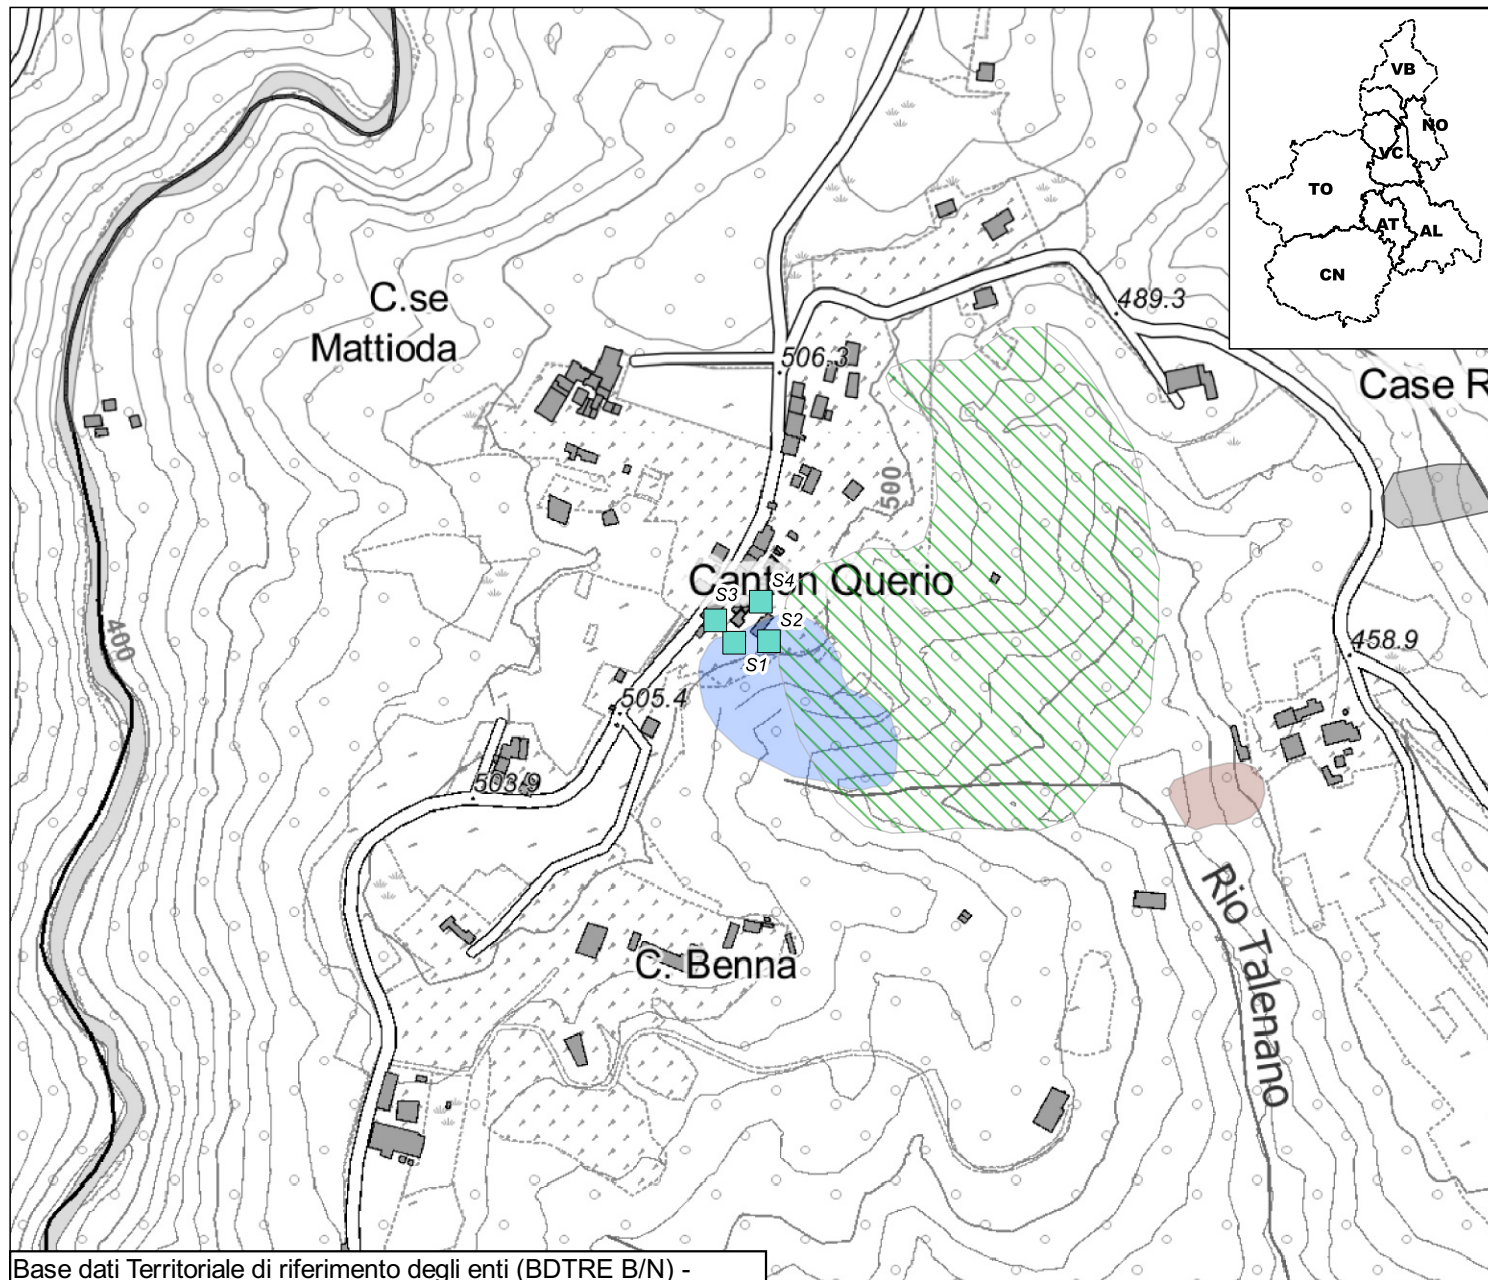 VB
NO
VC
TO
AT
AL
CN
C.se
Mattioda
489.3
506.3
Case R
500
Canton Querio
S4
S3
S2
S1
400
458.9
505.4
503.9
Rio Talenano
C. Benna
Base dati Territoriale di riferimento degli enti (BDTRE B/N) -